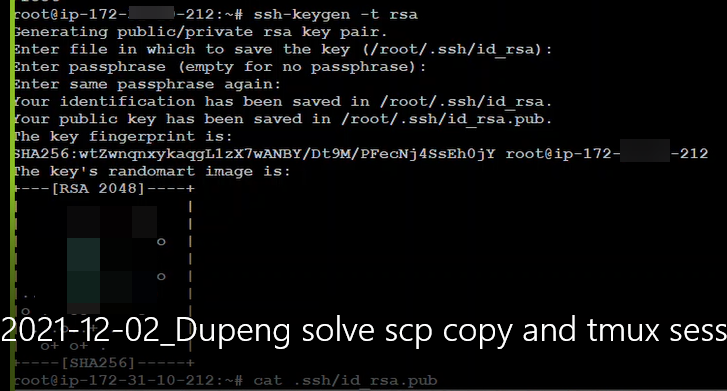 root@ip-172- -212:~# ssh-keygen -t rsa
Generating public/private rsa key pair.
Enter file in which to save the key (/root/.ssh/id_rsa):
Enter passphrase (empty for no passphrase):
Enter same passphrase again:
Your identification has been saved in /root/.ssh/id_rsa.
Your public key has been saved in /root/.ssh/id_rsa.pub.
The key fingerprint is:
SHA256:wtZwnqnxykaqgL1zX7wANBY/Dt9M/PFecNj4SsEh0jY root@ip-172- -212
The key's randomart image is:
+---[RSA 2048]----+
| |
| |
| o |
| |
| o |
| .. |
2021-12-02_Dupeng solve scp copy and tmux sess
| o+ o+ . |
+----[SHA256]-----+
root@ip-172-31-10-212:~# cat .ssh/id_rsa.pub